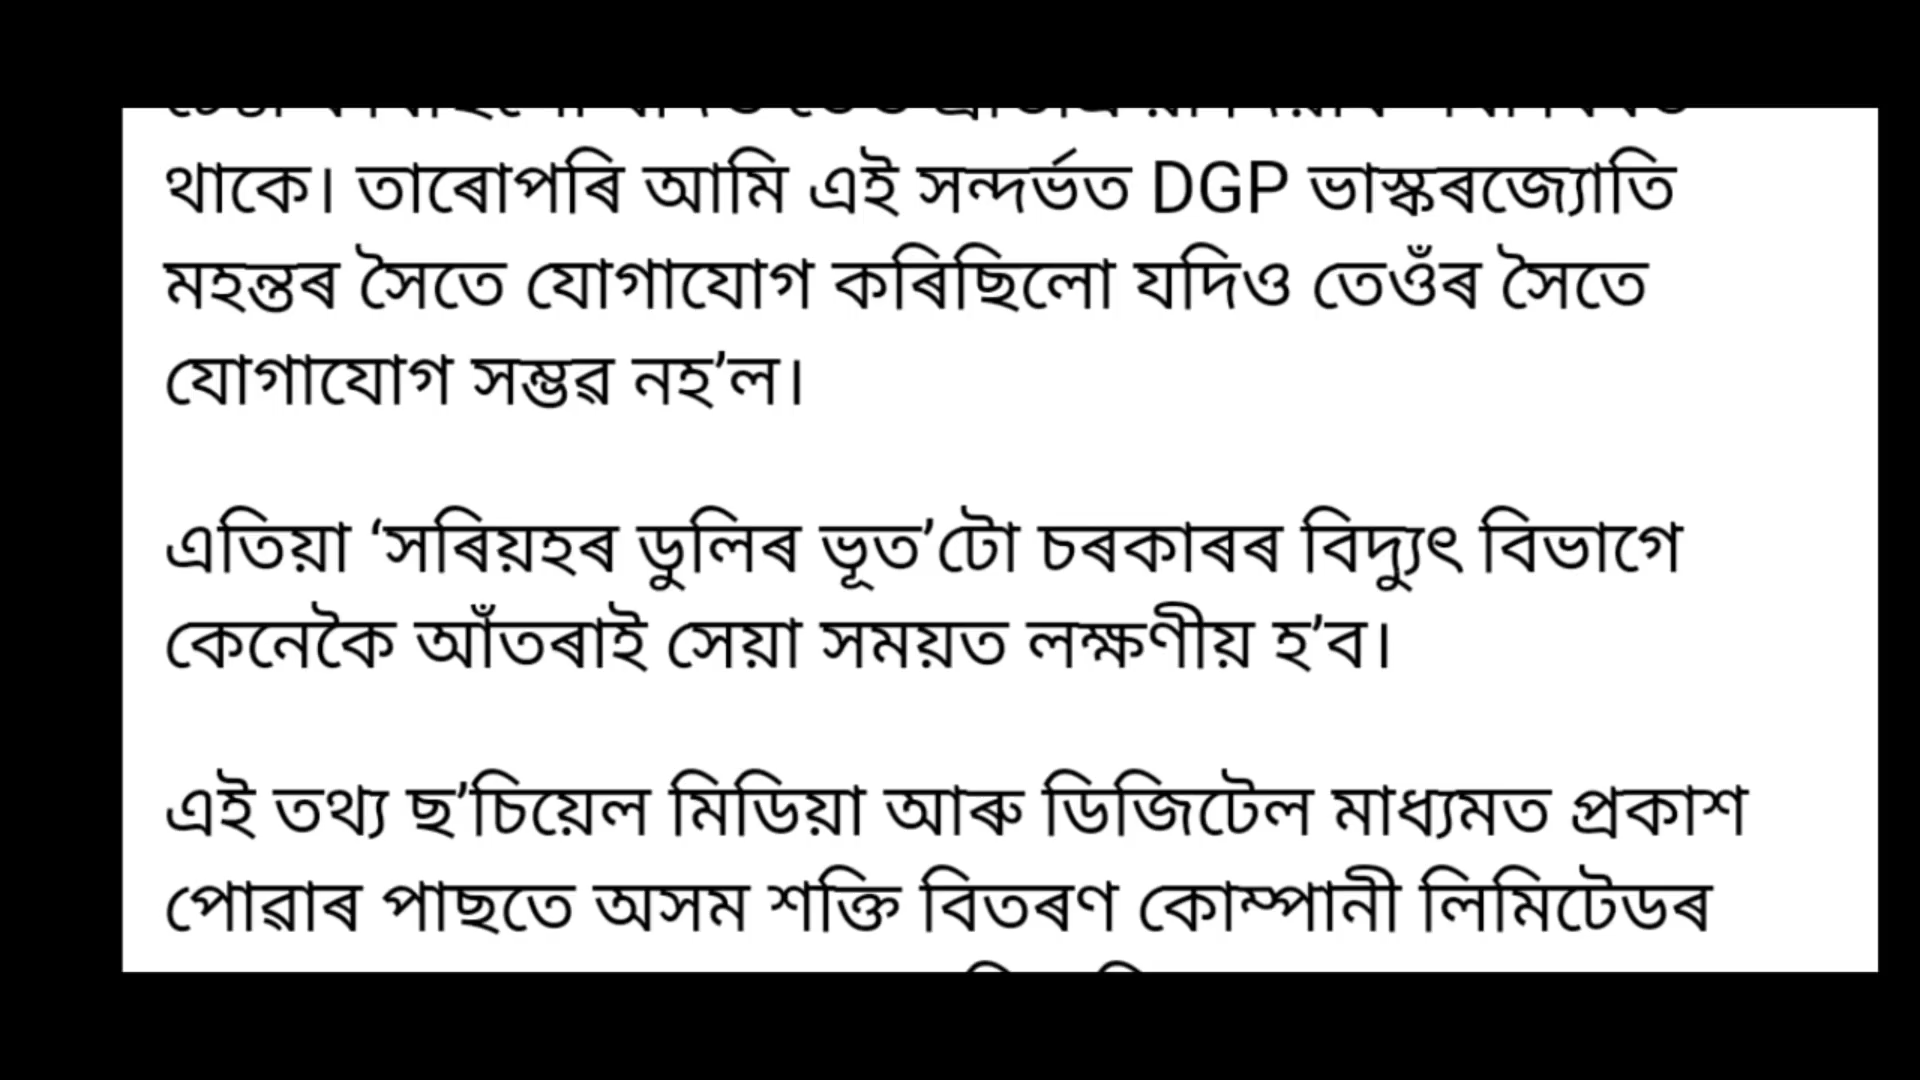 থাকে। তাৰোপৰি আমি এই সন্দৰ্ভত DGP ভাস্কৰজ্যোতি
মহন্তৰ সৈতে যোগাযোগ কৰিছিলো যদিও তেওঁৰ সৈতে
যোগাযোগ সম্ভৱ নহ’ল।
এতিয়া ‘সৰিয়হৰ ডুলিৰ ভূত’টো চৰকাৰৰ বিদ্যুৎ বিভাগে
কেনেকৈ আঁতৰাই সেয়া সময়ত লক্ষণীয় হ’ব।
এই তথ্য ছ’চিয়েল মিডিয়া আৰু ডিজিটেল মাধ্যমত প্ৰকাশ
পোৱাৰ পাছতে অসম শক্তি বিতৰণ কোম্পানী লিমিটেডৰ